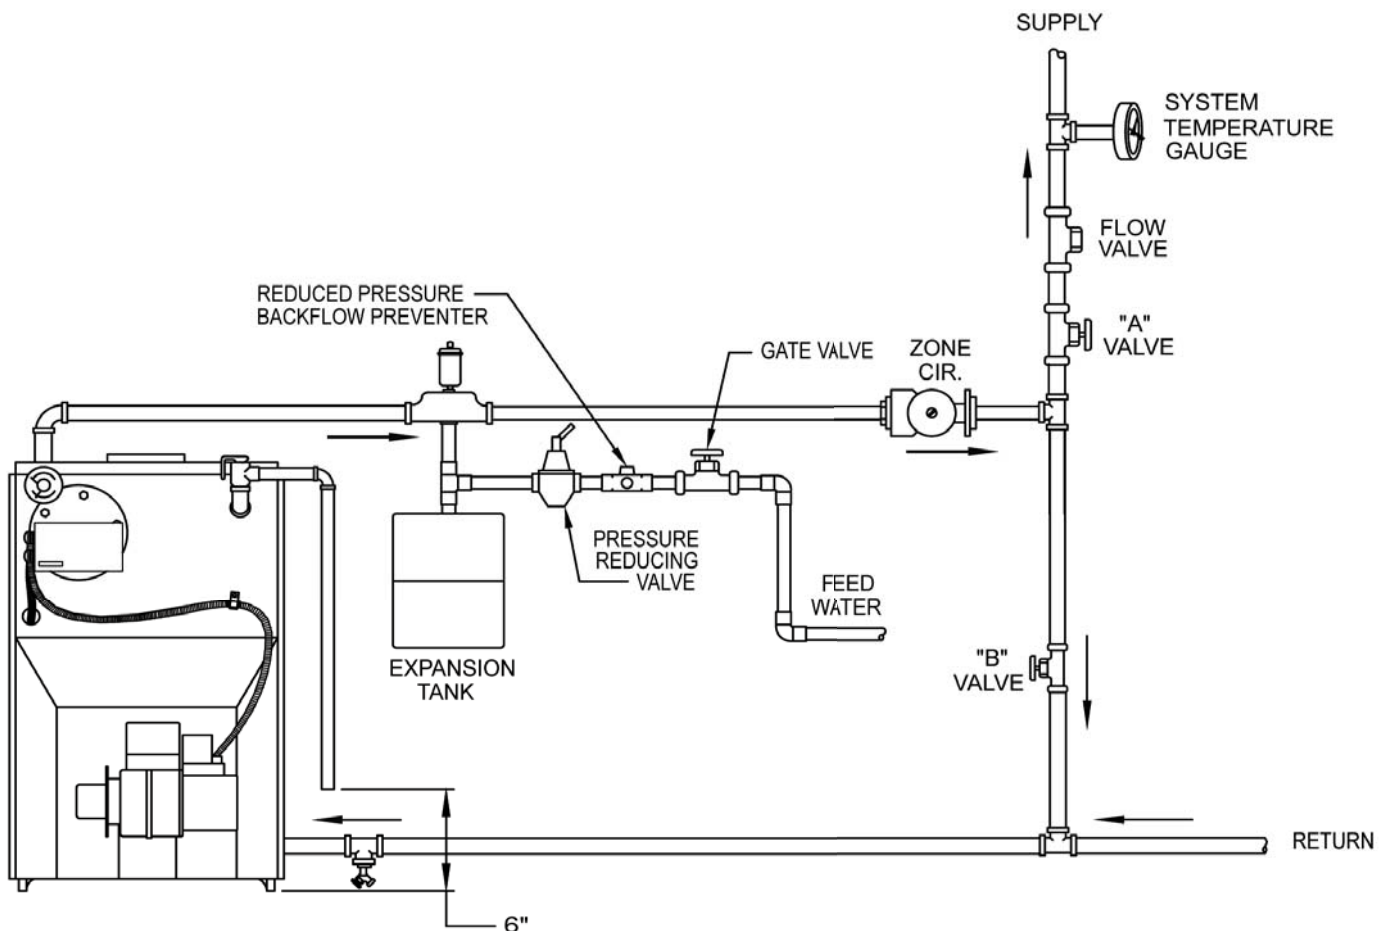 SUPPLY
SYSTEM
TEMPERATURE
GAUGE
FLOW
VALVE
REDUCED PRESSURE
BACKFLOW PREVENTER
"A"
VALVE
GATE VALVE
ZONE
CIR.
PRESSURE
REDUCING
VALVE
FEED
WATER
EXPANSION
TANK
"B"
VALVE
RETURN
6"